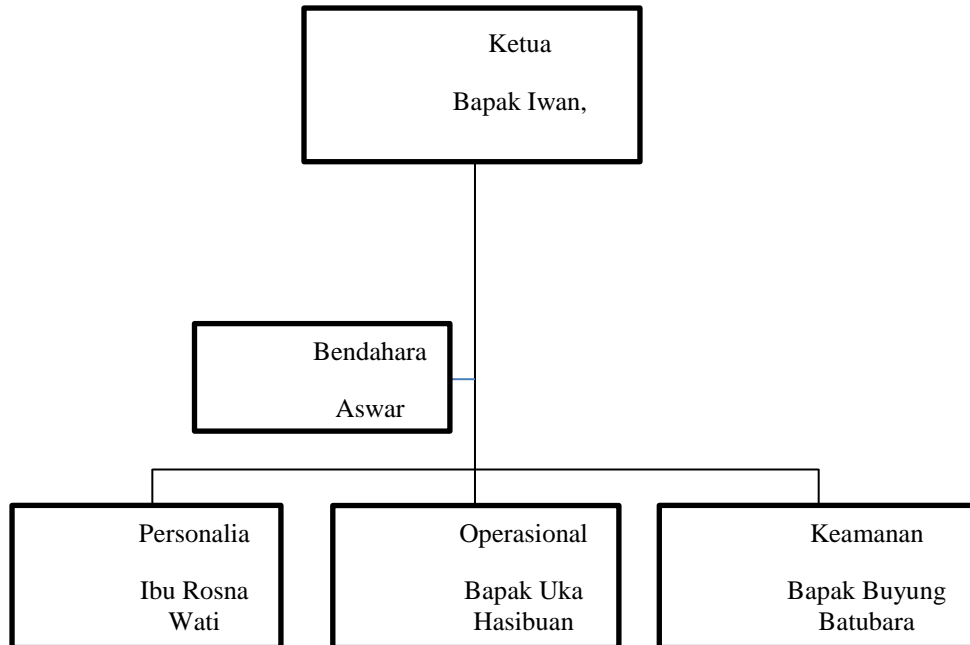 Ketua
Bapak Iwan,
Bendahara
Aswar
Personalia
Ibu Rosna
Wati
Operasional
Bapak Uka
Hasibuan
Keamanan
Bapak Buyung
Batubara